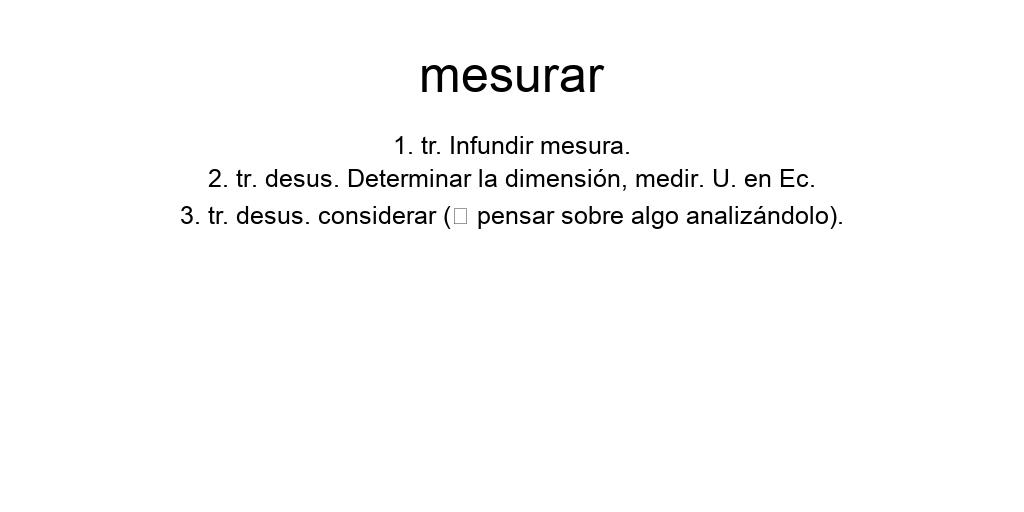 mesurar
1. tr. Infundir mesura.
2. tr. desus. Determinar la dimensión, medir. U. en Ec.
3. tr. desus. considerar (□ pensar sobre algo analizándolo).